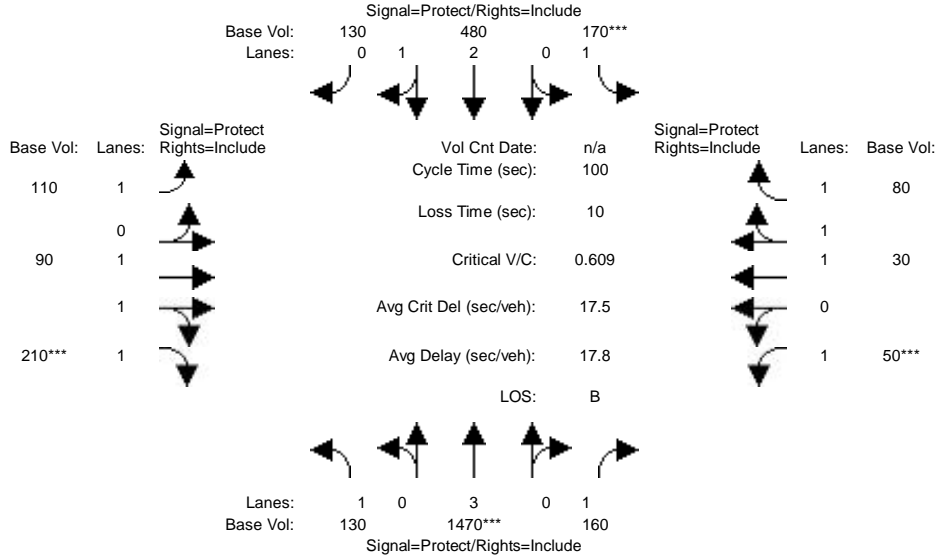 Signal=Protect/Rights=Include
Base Vol: 130 480 170***
Lanes: 0 1 2 0 1
Signal=Protect
Base Vol: Lanes: Rights=Include
Vol Cnt Date: n/a
Signal=Protect
Rights=Include Lanes: Base Vol:
Cycle Time (sec): 100
110 1
1 80
Loss Time (sec): 10
0
1
90 1
Critical V/C: 0.609
1 30
1
Avg Crit Del (sec/veh): 17.5
0
210*** 1
Avg Delay (sec/veh): 17.8
1 50***
LOS: B
Lanes: 1 0 3 0 1
Base Vol: 130 1470*** 160
Signal=Protect/Rights=Include